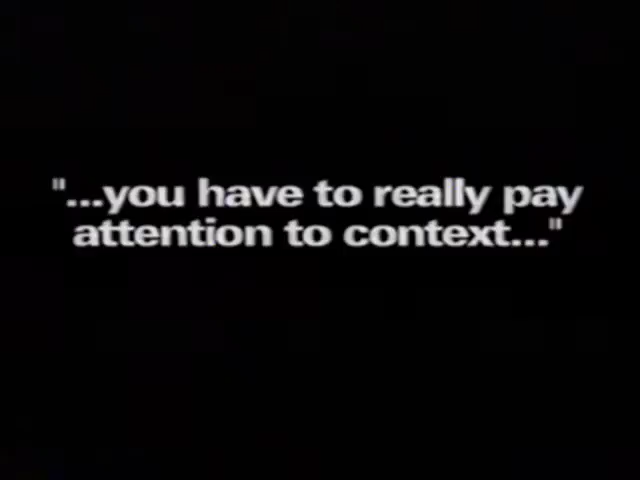 "...you have to really pay
attention to context..."